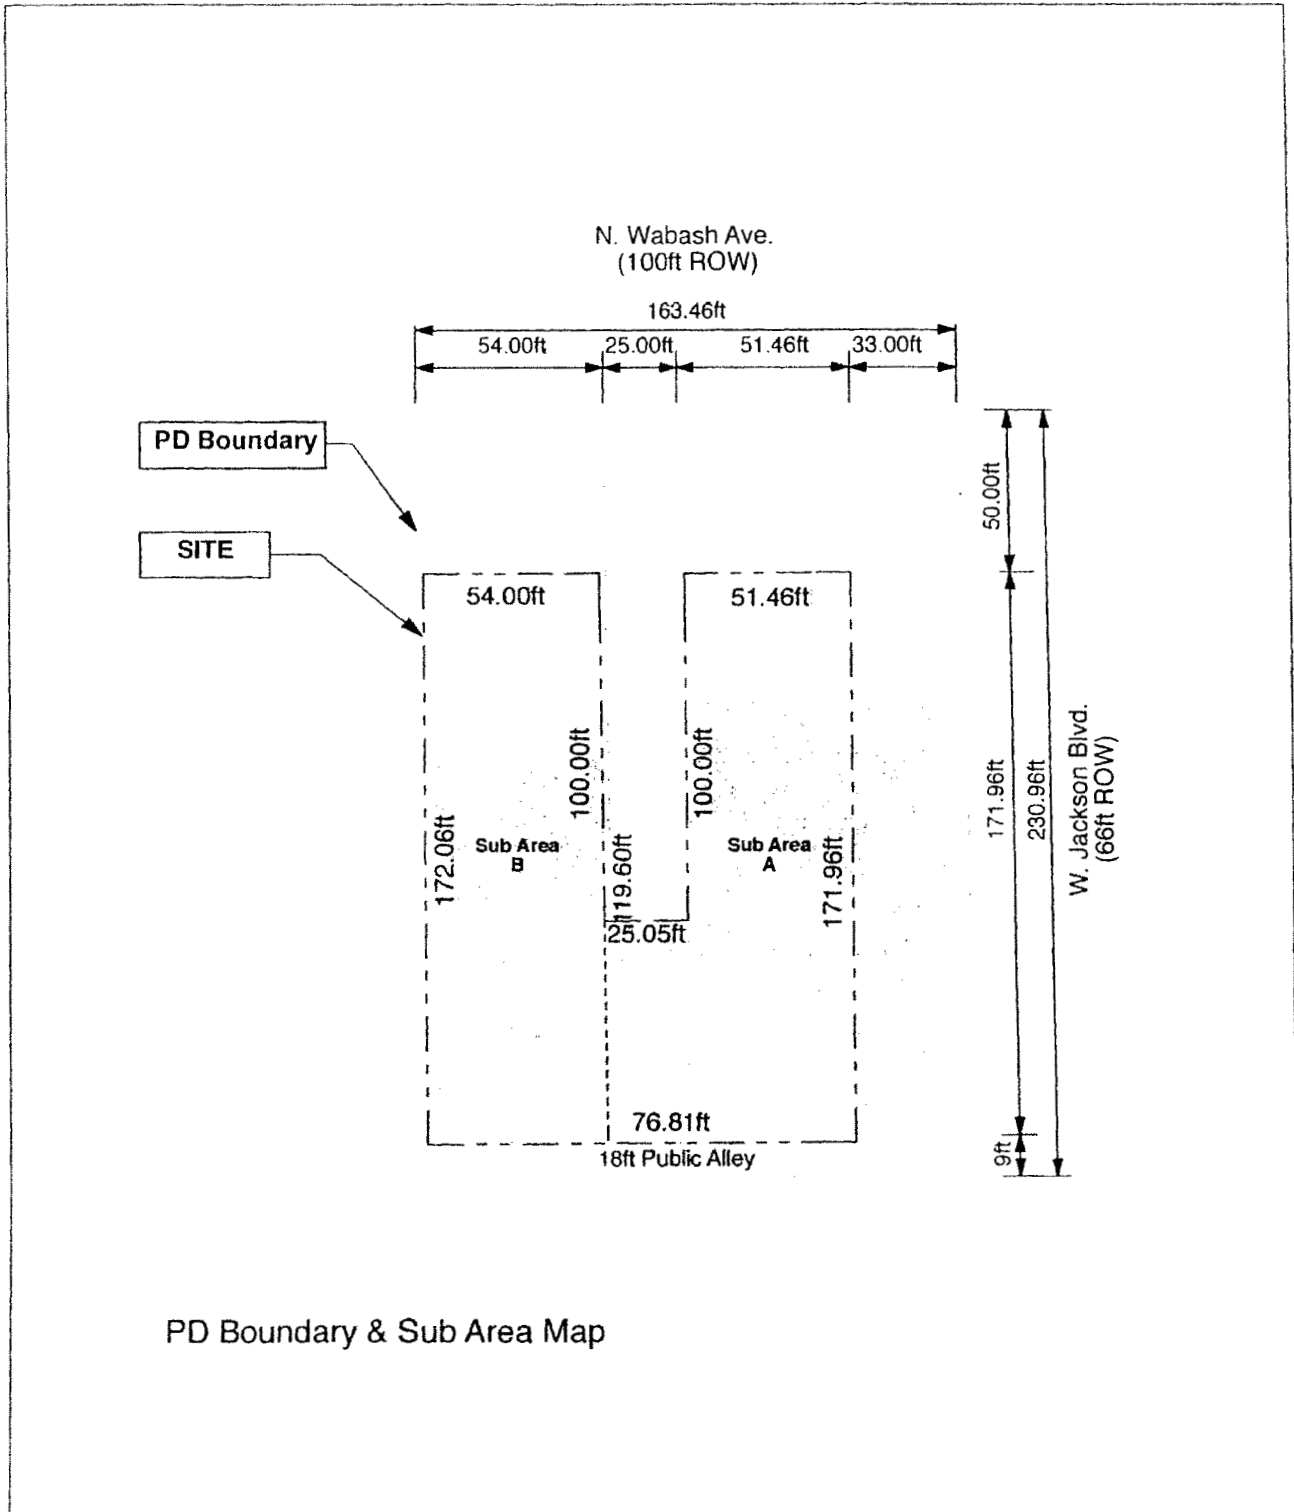 N. Wabash Ave.
(100ft ROW)
163.46ft
54.00ft 25.00ft 51.46ft 33.00ft
PD Boundary
50.00ft
SITE
54.00ft 51.46ft
100.00ft 100.00ft
172.06ft
Sub Area
B
119.60ft
Sub Area
A
171.96ft
171.96ft
230.96ft
W. Jackson Blvd.
(66ft ROW)
25.05ft
76.81ft
18ft Public Alley
9ft
PD Boundary & Sub Area Map